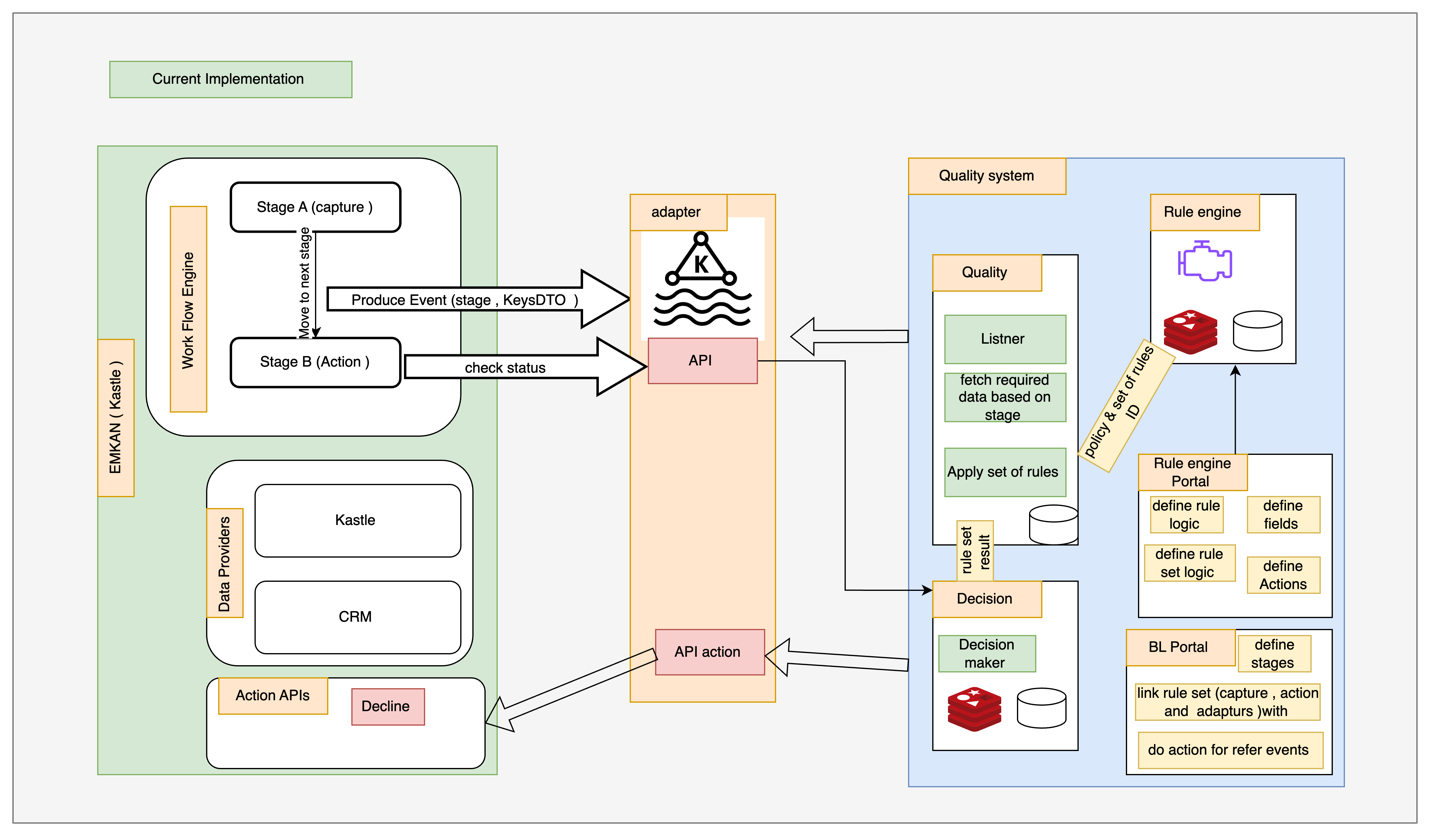 Current Implementation
EMKAN ( Kastle )
Work Flow Engine
Stage A (capture )
Move to next stage
Stage B (Action )
Produce Event (stage , KeysDTO  )
check status
Data Providers
Kastle
CRM
Action APIs
Decline
adapter
K
API
API action
Quality system
Quality
Listner
fetch required
data based on
stage
Apply set of rules
rule set
result
policy & set of rules
ID
Decision
Decision
maker
Rule engine
Rule engine
Portal
define rule
logic
define
fields
define rule
set logic
define
Actions
BL Portal
define
stages
link rule set (capture , action
and  adapturs )with
do action for refer events